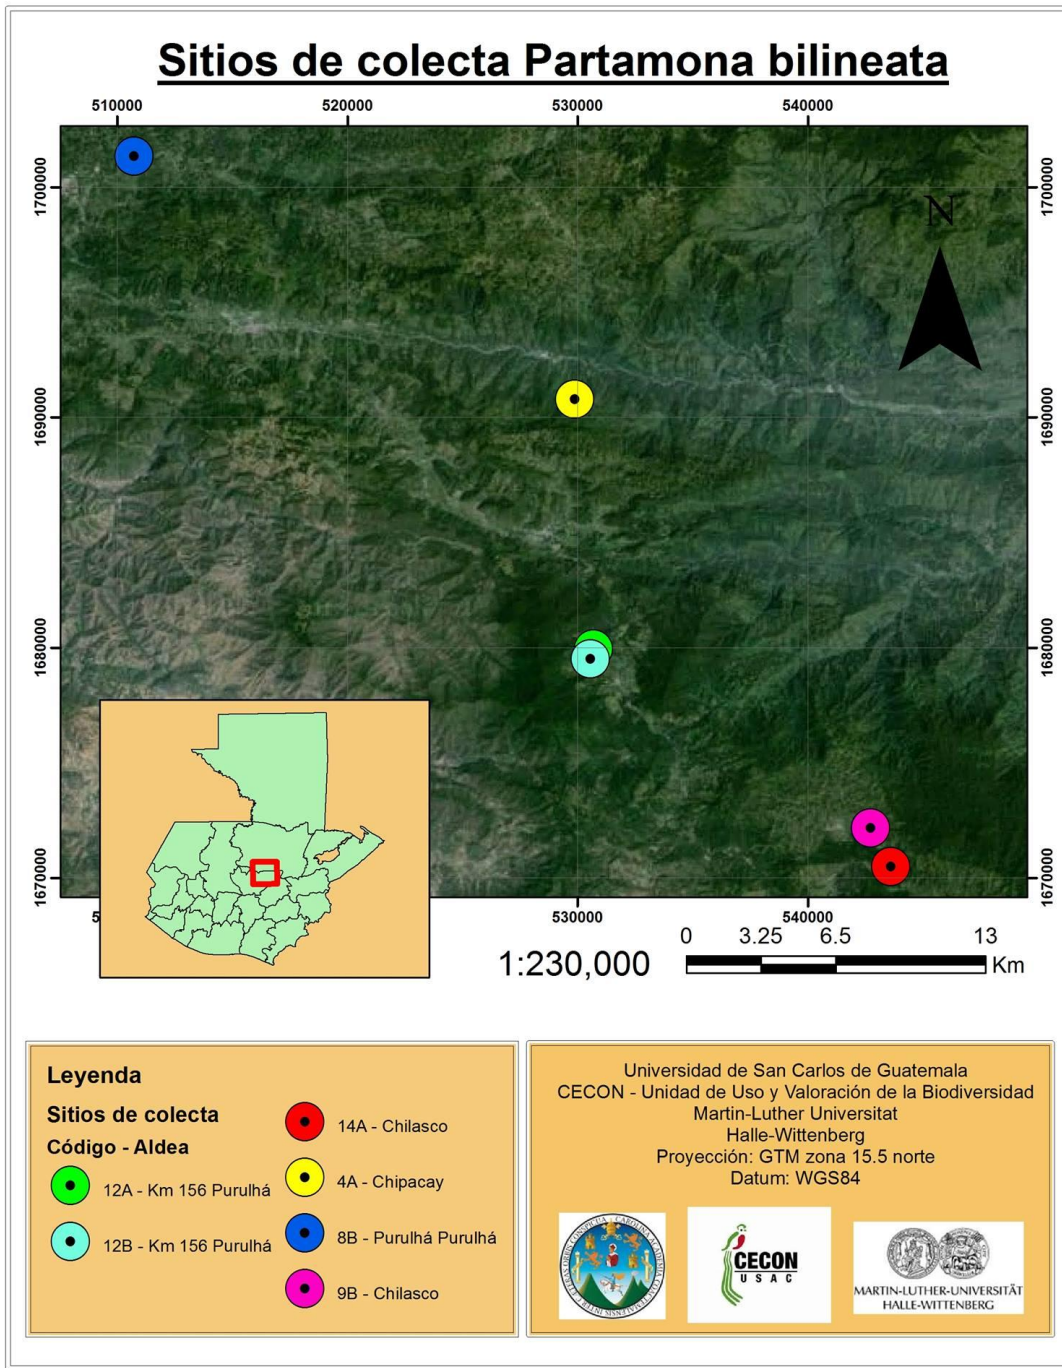 Sitios de colecta Partamona bilineata
510000 520000 530000 540000
1700000 1700000
N
1690000 1690000
1680000 1680000
1670000 1670000
530000 540000
0 3.25 6.5 13
1:230,000 Km
Leyenda
Sitios de colecta
Código - Aldea
12A - Km 156 Purulhá
12B - Km 156 Purulhá
14A - Chilasco
4A - Chipacay
8B - Purulhá Purulhá
9B - Chilasco
Universidad de San Carlos de Guatemala
CECON - Unidad de Uso y Valoración de la Biodiversidad
Martin-Luther Universitat
Halle-Wittenberg
Proyección: GTM zona 15.5 norte
Datum: WGS84
CECON
USAC
MARTIN-LUTHER-UNIVERSITÄT
HALLE-WITTENBERG